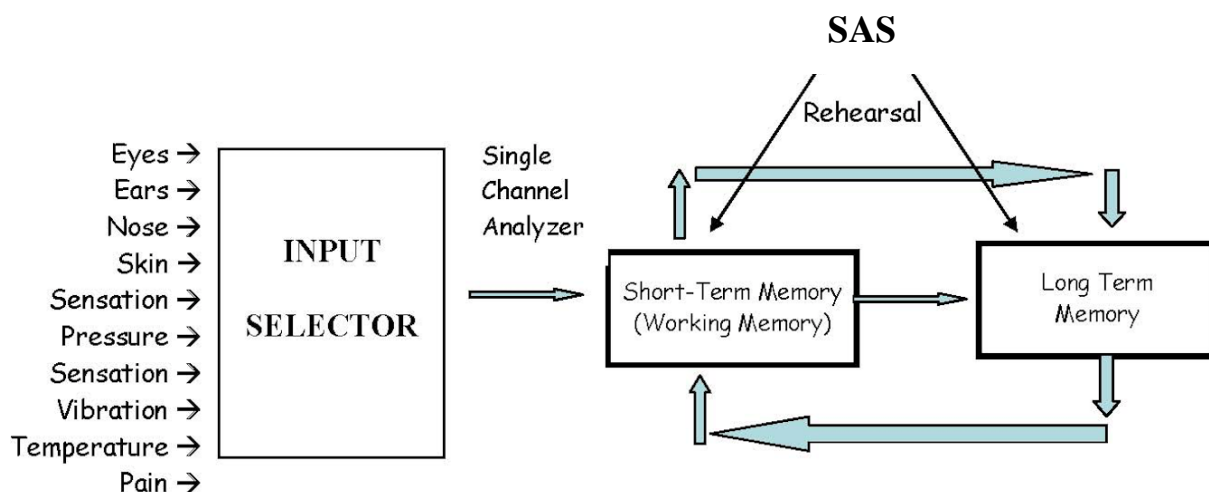 SAS
Rehearsal
Eyes →
Ears →
Nose →
Skin →
Sensation →
Pressure →
Sensation →
Vibration →
Temperature →
Pain →
INPUT
SELECTOR
Single
Channel
Analyzer
Short-Term Memory
(Working Memory)
Long Term
Memory